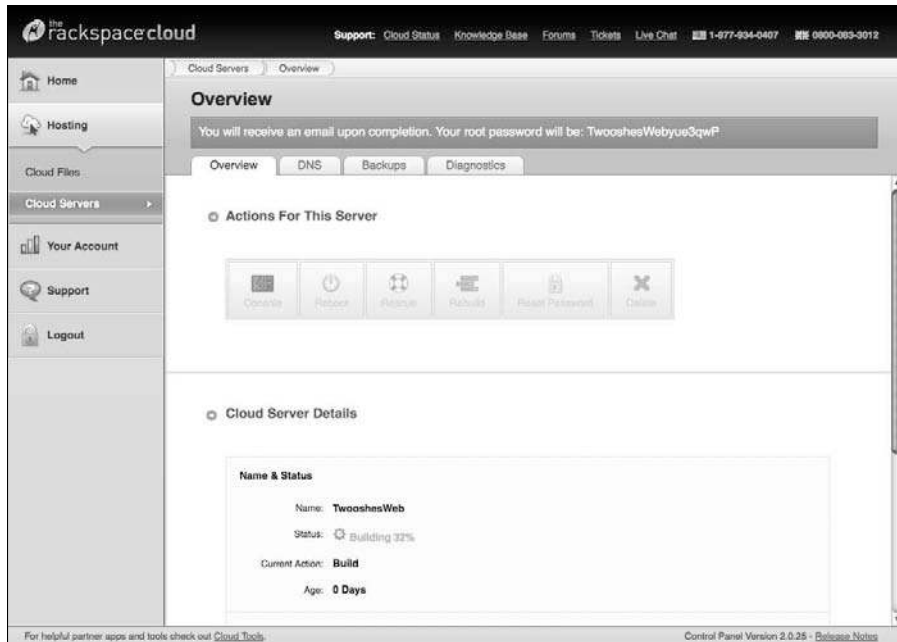 the
rackspacecloud
Support: Cloud Status Knowledge Base Forums Tickets Live Chat 1-877-934-0407 0800-083-3012
Home
Hosting
Cloud Files
Cloud Servers
Your Account
Support
Logout
Cloud Servers Overview
Overview
You will receive an email upon completion. Your root password will be: TwooshesWebyue3qwP
Overview DNS Backups Diagnostics
Actions For This Server
Console Reboot Rescue Rebuild Reset Password Delete
Cloud Server Details
Name & Status
Name: TwooshesWeb
Status: Building 32%
Current Action: Build
Age: 0 Days
For helpful partner apps and tools check out Cloud Tools.
Control Panel Version 2.0.25 - Release Notes